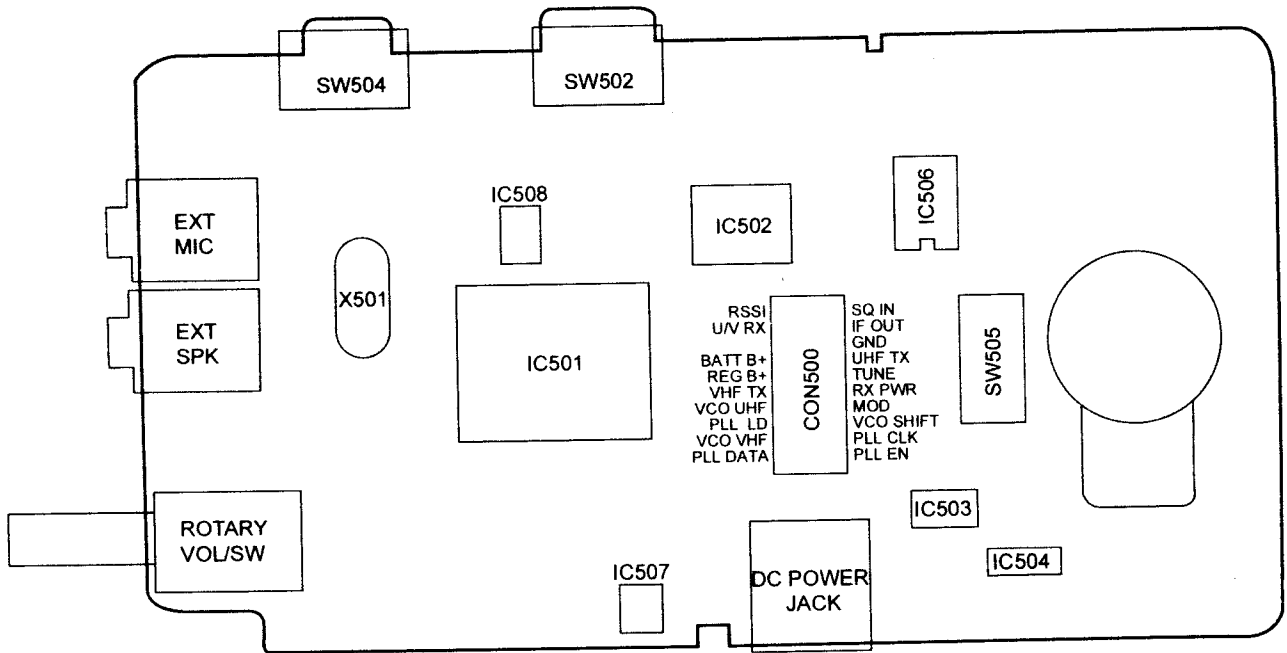 SW504
SW502
EXT
MIC
IC508
IC502
IC506
X501
EXT
SPK
IC501
RSSI
U/V RX
BATT B+
REG B+
VHF TX
VCO UHF
PLL LD
VCO VHF
PLL DATA
CON500
SQ IN
IF OUT
GND
UHF TX
TUNE
RX PWR
MOD
VCO SHIFT
PLL CLK
PLL EN
SW505
IC503
IC504
ROTARY
VOL/SW
IC507
DC POWER
JACK